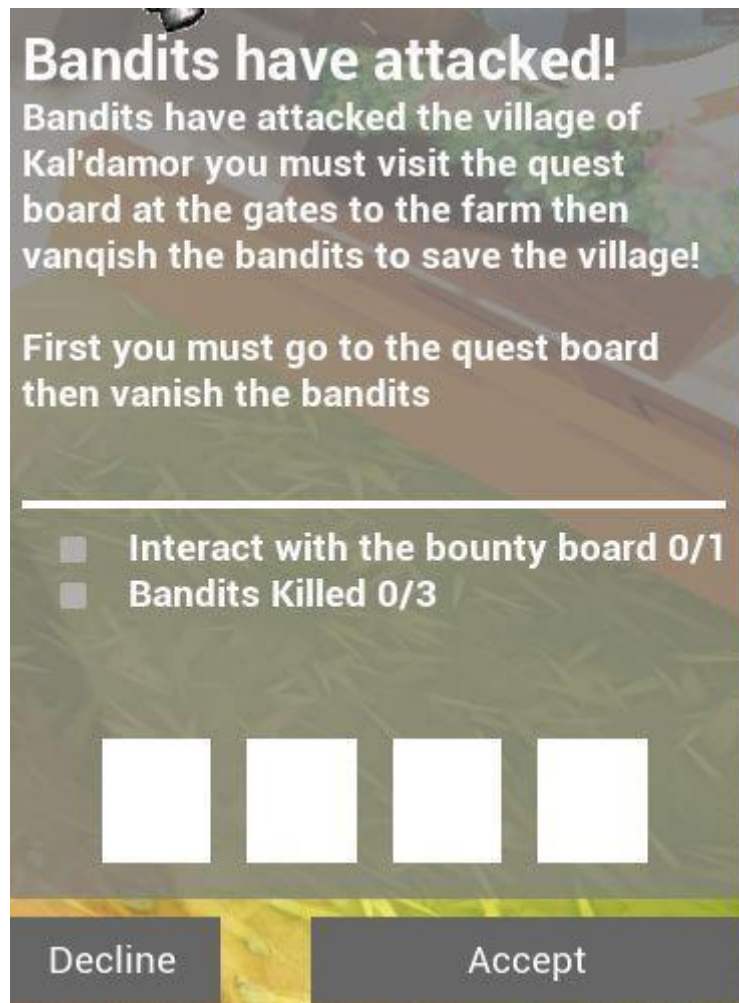 Bandits have attacked!
Bandits have attacked the village of
Kal'damor you must visit the quest
board at the gates to the farm then
vanqish the bandits to save the village!
First you must go to the quest board
then vanish the bandits
Interact with the bounty board 0/1
Bandits Killed 0/3
Decline
Accept